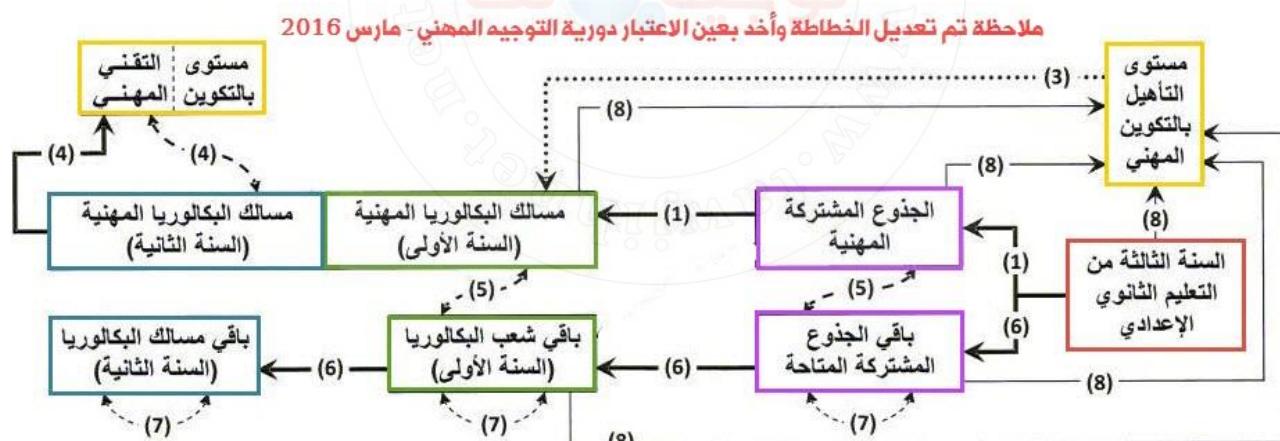 ملاحظة تم تعديل الخطاطة وأخد بعين الاعتبار دورية التوجيه المهني - مارس 2016
مستوى
التأهيل
بالتكوين
المهني
(3)
(8)
مستوى التقني
بالتكوين المهني
(4)
(4)
(8)
(8)
السنة الثالثة من
التعليم الثانوي
الإعدادي
(1)
(6)
الجذوع المشتركة
المهنية
(1)
مسالك البكالوريا المهنية
(السنة الأولى)
مسالك البكالوريا المهنية
(السنة الثانية)
(5)
(5)
باقي الجذوع
المشتركة المتاحة
(6)
باقي شعب البكالوريا
(السنة الأولى)
(6)
باقي مسالك البكالوريا
(السنة الثانية)
(8)
(7)
(7)
(7)
(8)